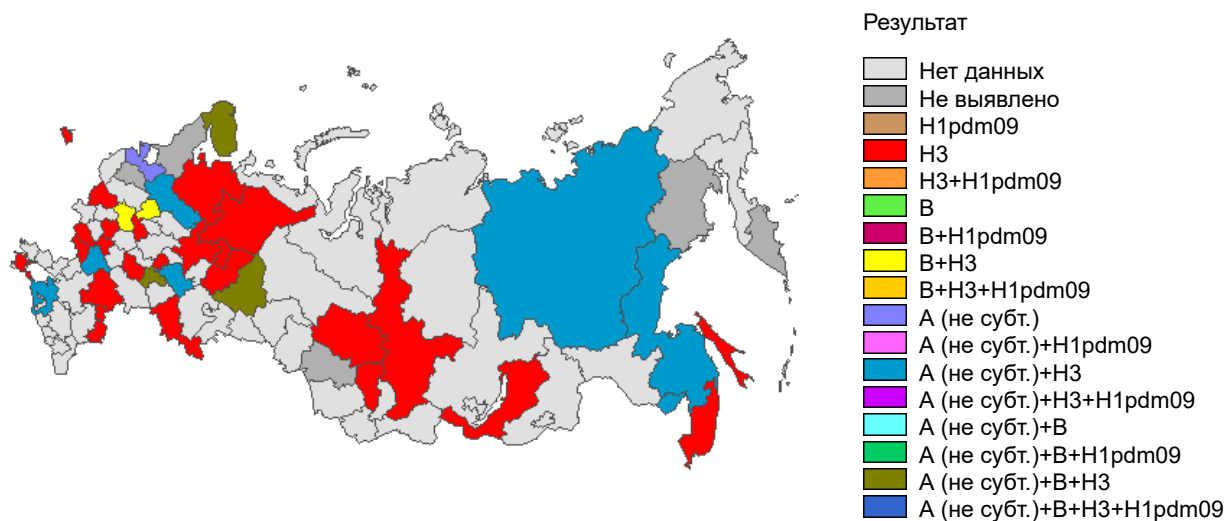 Результат
Нет данных
Не выявлено
H1pdm09
H3
H3+H1pdm09
B
B+H1pdm09
B+H3
B+H3+H1pdm09
А (не субт.)
А (не субт.)+H1pdm09
А (не субт.)+H3
А (не субт.)+H3+H1pdm09
А (не субт.)+B
А (не субт.)+B+H1pdm09
А (не субт.)+B+H3
А (не субт.)+B+H3+H1pdm09